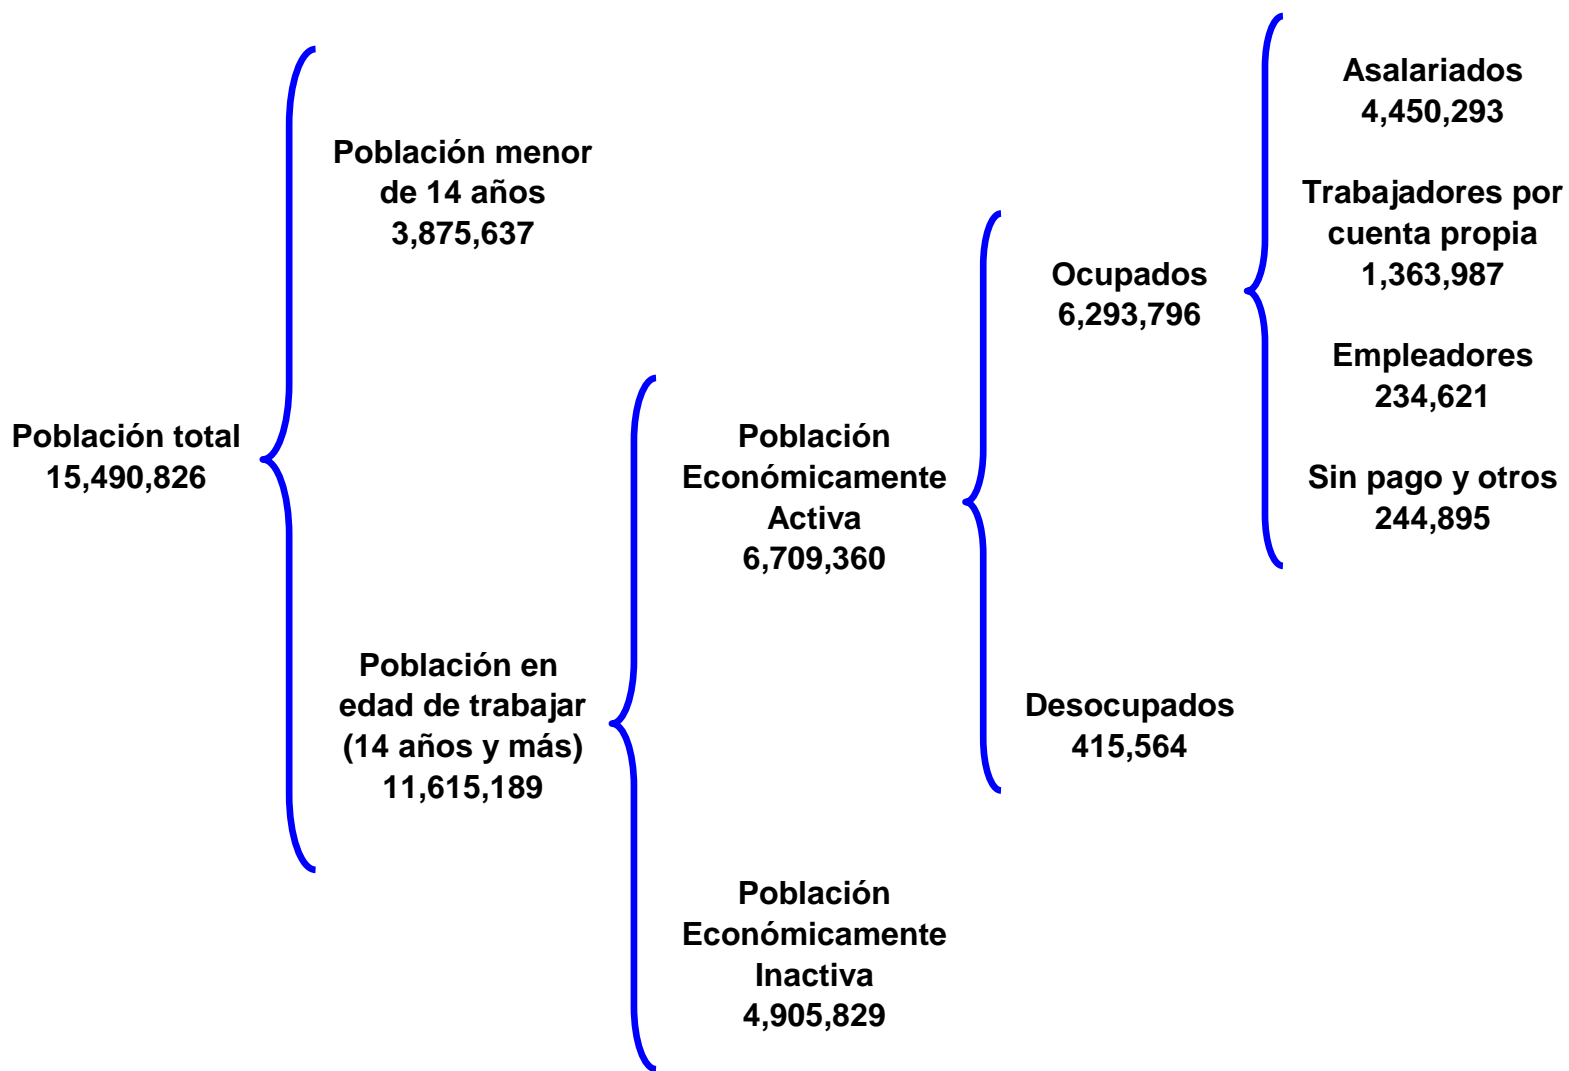 Población total
15,490,826
Población menor
de 14 años
3,875,637
Población en
edad de trabajar
(14 años y más)
11,615,189
Población
Económicamente
Activa
6,709,360
Población
Económicamente
Inactiva
4,905,829
Ocupados
6,293,796
Desocupados
415,564
Asalariados
4,450,293
Trabajadores por
cuenta propia
1,363,987
Empleadores
234,621
Sin pago y otros
244,895